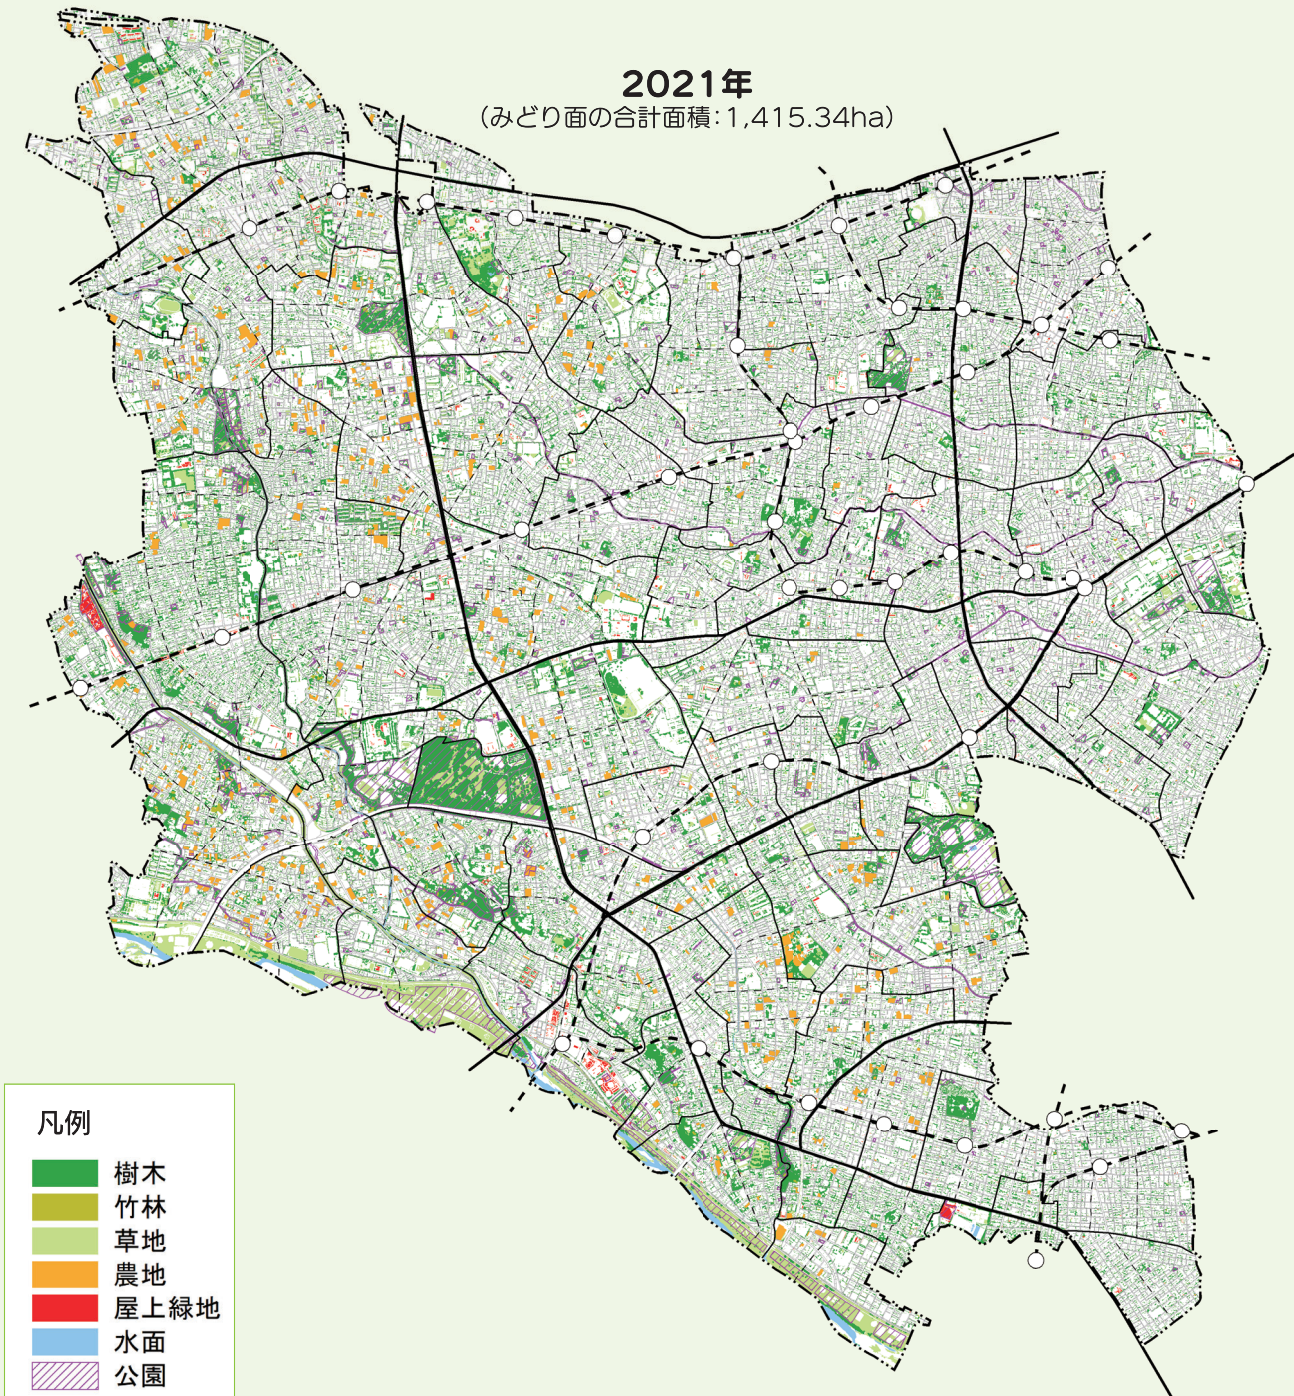 2021年
（みどり面の合計面積：1,415.34ha）
凡例
樹木
竹林
草地
農地
屋上緑地
水面
公園